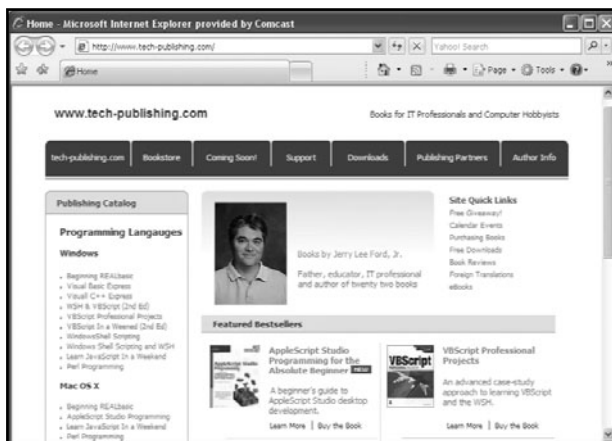 Home - Microsoft Internet Explorer provided by Comcast
http://www.tech-publishing.com/
Yahoo! Search
Home
Page
Tools
www.tech-publishing.com
Books for IT Professionals and Computer Hobbyists
tech-publishing.com Bookstore Coming Soon! Support Downloads Publishing Partners Author Info
Publishing Catalog
Programming Langauges
Windows
Beginning REALbasic
Visual Basic Express
Visual C++ Express
WSH & VBScript (2nd Ed)
VBScript Professional Projects
VBScript In a Weened (2nd Ed)
WindowsShell Scripting
Windows Shell Scripting and WSH
Learn JavaScript In a Weekend
Perl Programming
Mac OS X
Beginning REALbasic
AppleScript Studio Programming
Learn JavaScript In a Weekend
Perl Programming
Books by Jerry Lee Ford, Jr.
Father, educator, IT professional
and author of twenty two books
Site Quick Links
Free Giveaway!
Calendar Events
Purchasing Books
Free Downloads
Book Reviews
Foreign Translations
eBooks
Featured Bestsellers
AppleScript Studio
Programming for the
Absolute Beginner NEW
A beginner's guide to
AppleScript Studio desktop
development.
Learn More | Buy the Book
VBScript
VBScript Professional
Projects
An advanced case-study
approach to learning VBScript
and the WSH.
Learn More | Buy the Book